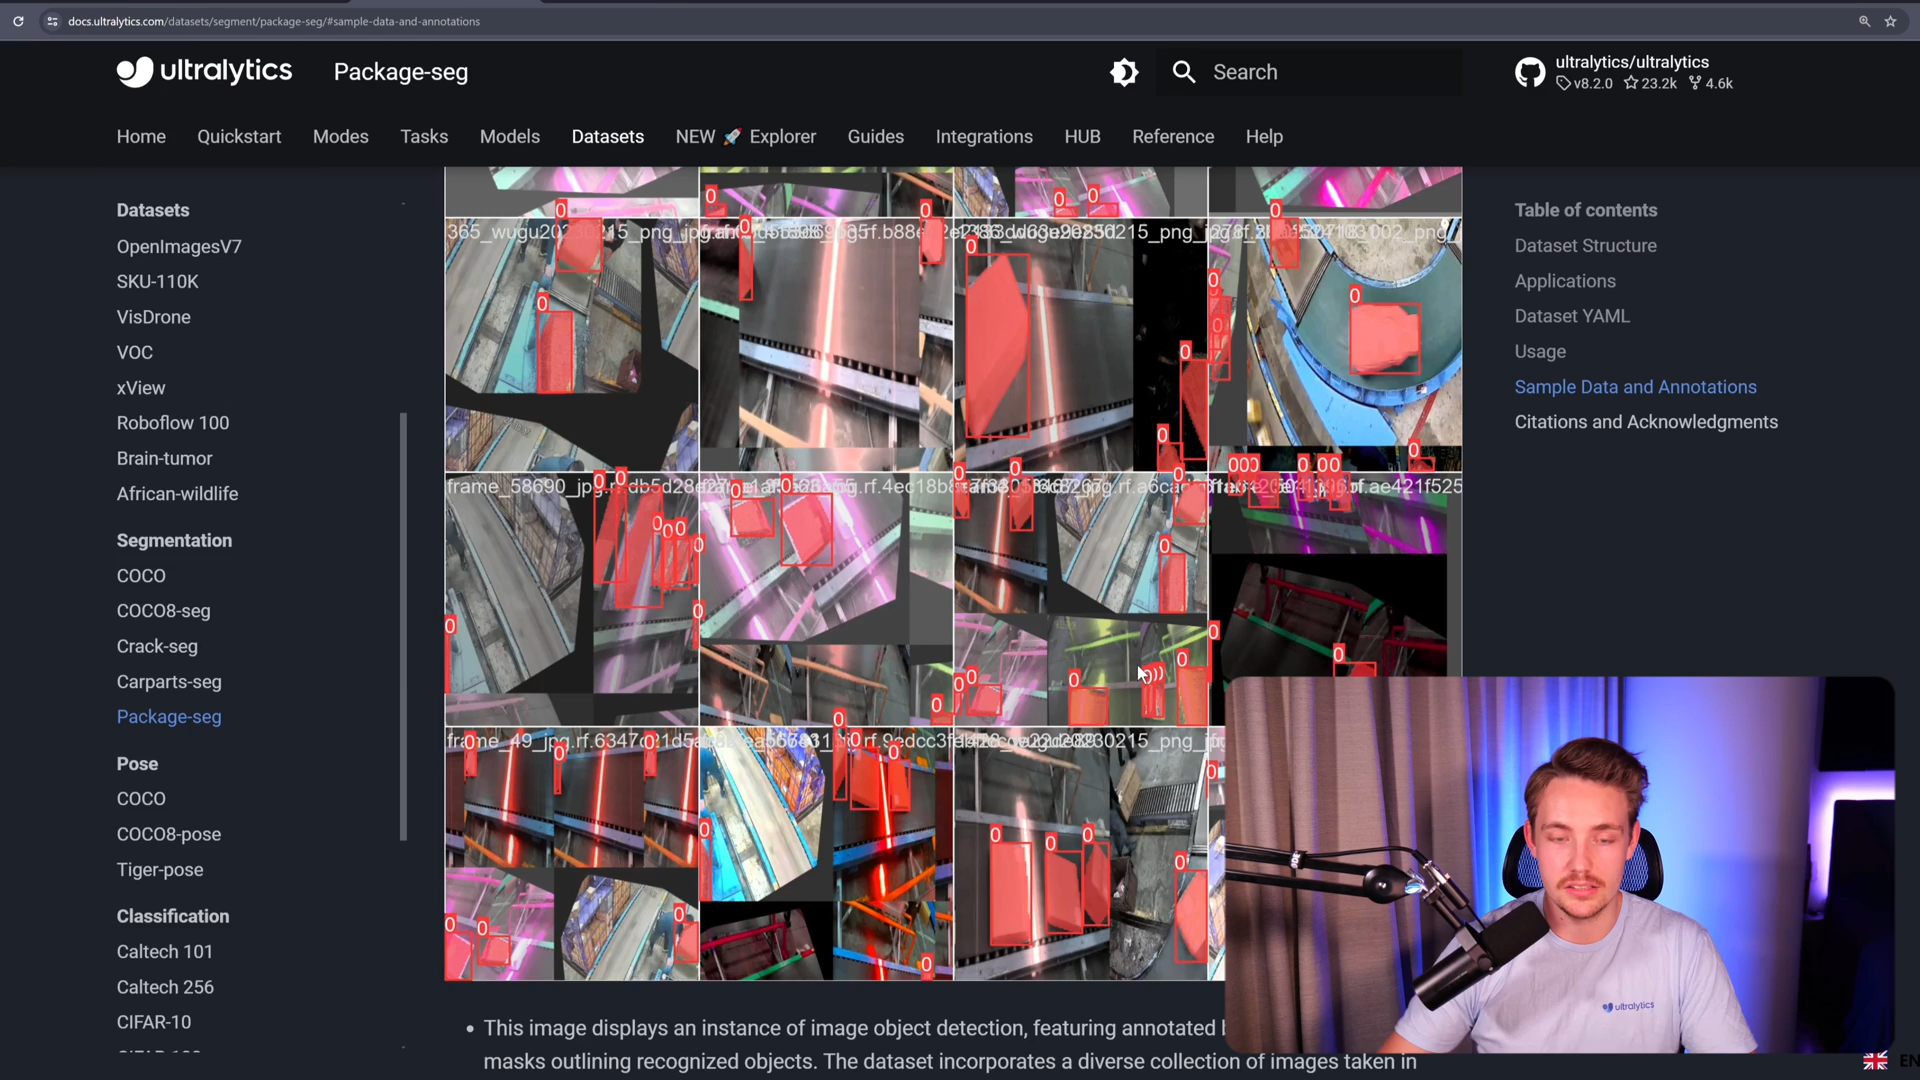 docs.ultralytics.com/datasets/segment/package-seg/#sample-data-and-annotations
ultralytics
Package-seg
Search
ultralytics/ultralytics
v8.2.0 23.2k 4.6k
Home Quickstart Modes Tasks Models Datasets NEW 🚀 Explorer Guides Integrations HUB Reference Help
Datasets
OpenImagesV7
SKU-110K
VisDrone
VOC
xView
Roboflow 100
Brain-tumor
African-wildlife
Segmentation
COCO
COCO8-seg
Crack-seg
Carparts-seg
Package-seg
Pose
COCO
COCO8-pose
Tiger-pose
Classification
Caltech 101
Caltech 256
CIFAR-10
Table of contents
Dataset Structure
Applications
Dataset YAML
Usage
Sample Data and Annotations
Citations and Acknowledgments
This image displays an instance of image object detection, featuring annotated
masks outlining recognized objects. The dataset incorporates a diverse collection of images taken in
ultralytics
EN